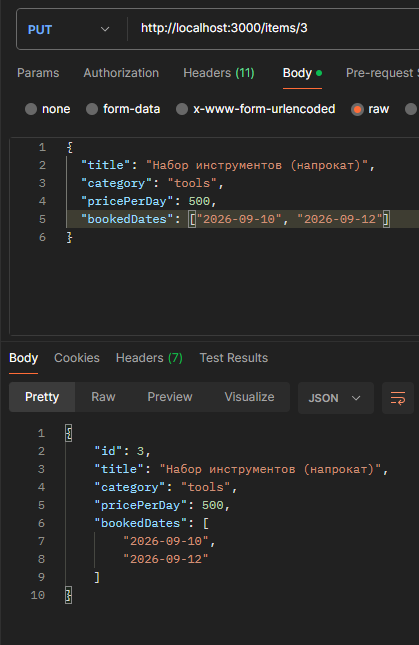 PUT http://localhost:3000/items/3
Params Authorization Headers (11) Body Pre-request S
none form-data x-www-form-urlencoded raw
1 {
2 "title": "Набор инструментов (напрокат)",
3 "category": "tools",
4 "pricePerDay": 500,
5 "bookedDates": ["2026-09-10", "2026-09-12"]
6 }
Body Cookies Headers (7) Test Results
Pretty Raw Preview Visualize JSON
1 {
2 "id": 3,
3 "title": "Набор инструментов (напрокат)",
4 "category": "tools",
5 "pricePerDay": 500,
6 "bookedDates": [
7 "2026-09-10",
8 "2026-09-12"
9 ]
10 }